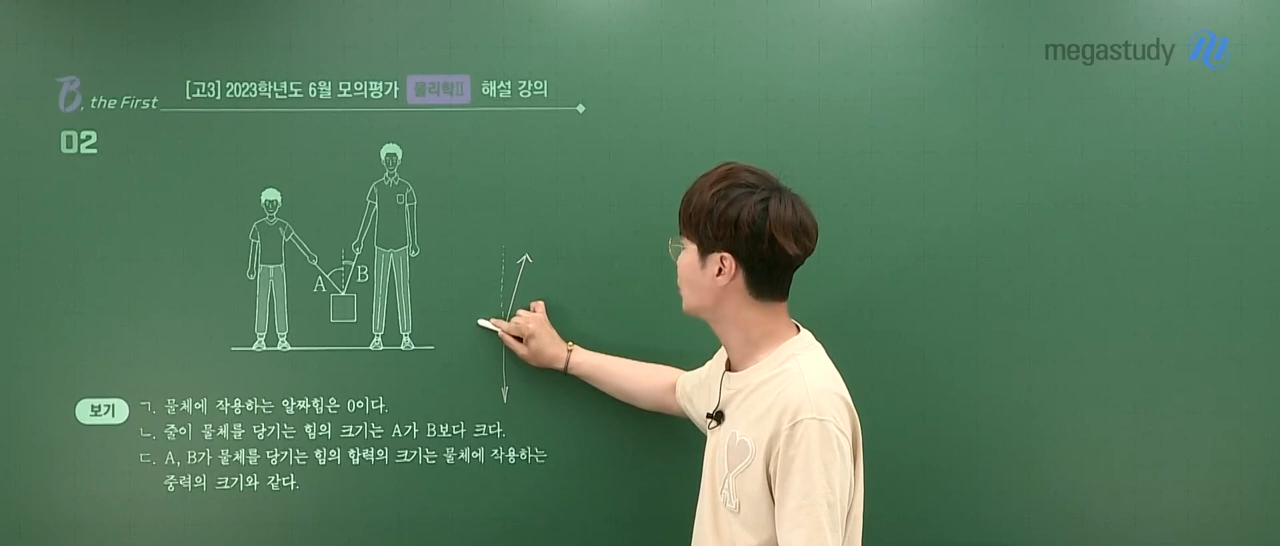 megastudy M
B, the First [고3] 2023학년도 6월 모의평가 물리학Ⅱ 해설 강의
02
A B
보기 ㄱ. 물체에 작용하는 알짜힘은 0이다.
ㄴ. 줄이 물체를 당기는 힘의 크기는 A가 B보다 크다.
ㄷ. A, B가 물체를 당기는 힘의 합력의 크기는 물체에 작용하는
중력의 크기와 같다.